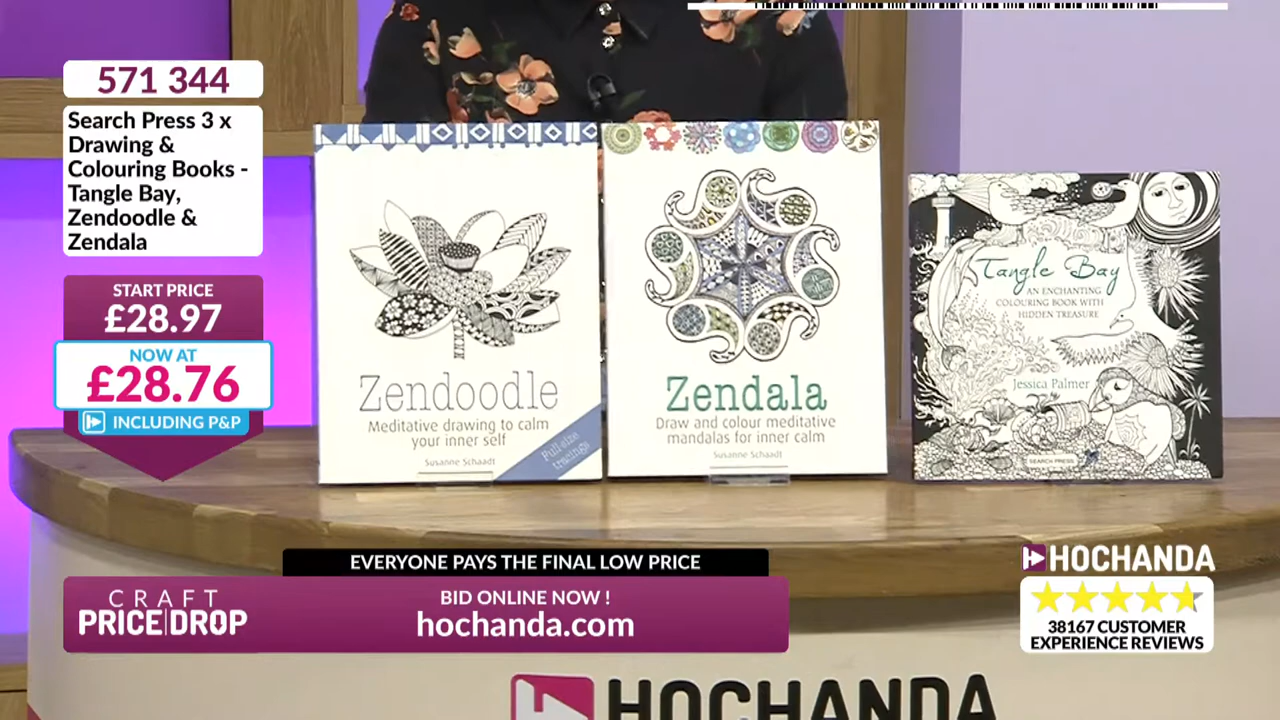 571 344
Search Press 3 x
Drawing &
Colouring Books -
Tangle Bay,
Zendoodle &
Zendala
START PRICE
£28.97
NOW AT
£28.76
INCLUDING P&P
Zendoodle
Meditative drawing to calm
your inner self
Susanne Schaadt
Full-size
tracings
Zendala
Draw and colour meditative
mandalas for inner calm
Susanne Schaadt
Tangle Bay
AN ENCHANTING
COLOURING BOOK WITH
HIDDEN TREASURE
Jessica Palmer
SEARCH PRESS
EVERYONE PAYS THE FINAL LOW PRICE
CRAFT
PRICE DROP
BID ONLINE NOW !
hochanda.com
HOCHANDA
38167 CUSTOMER
EXPERIENCE REVIEWS
HOCHANDA